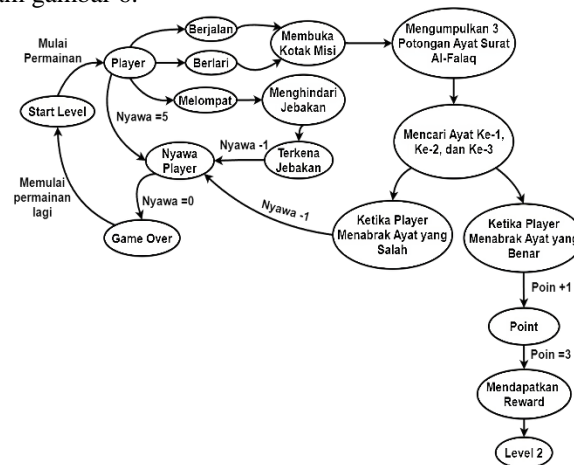 gambar
Mulai
Permainan
Player
Berjalan
Berlari
Melompat
Membuka
Kotak Misi
Mengumpulkan 3
Potongan Ayat Surat
Al-Falaq
Start Level
Nyawa =5
Menghindari
Jebakan
Mencari Ayat Ke-1,
Ke-2, dan Ke-3
Nyawa
Player
Nyawa -1
Terkena
Jebakan
Memulai
permainan
lagi
Nyawa =0
Game Over
Nyawa -1
Ketika Player
Menabrak Ayat yang
Salah
Ketika Player
Menabrak Ayat yang
Benar
Poin +1
Point
Poin =3
Mendapatkan
Reward
Level 2